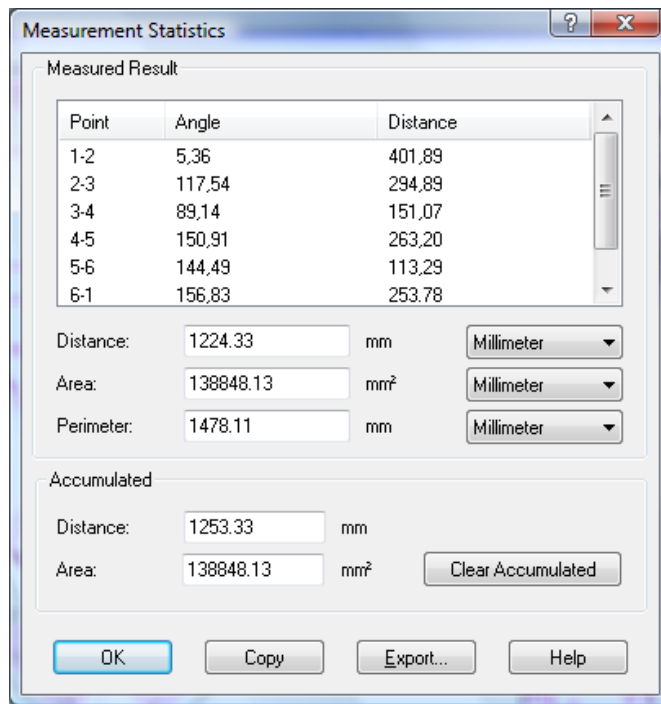 Measurement Statistics
Measured Result
Point Angle Distance
1-2 5,36 401,89
2-3 117,54 294,89
3-4 89,14 151,07
4-5 150,91 263,20
5-6 144,49 113,29
6-1 156,83 253.78
Distance: 1224.33 mm Millimeter
Area: 138848.13 mm² Millimeter
Perimeter: 1478.11 mm Millimeter
Accumulated
Distance: 1253.33 mm
Area: 138848.13 mm² Clear Accumulated
OK Copy Export... Help